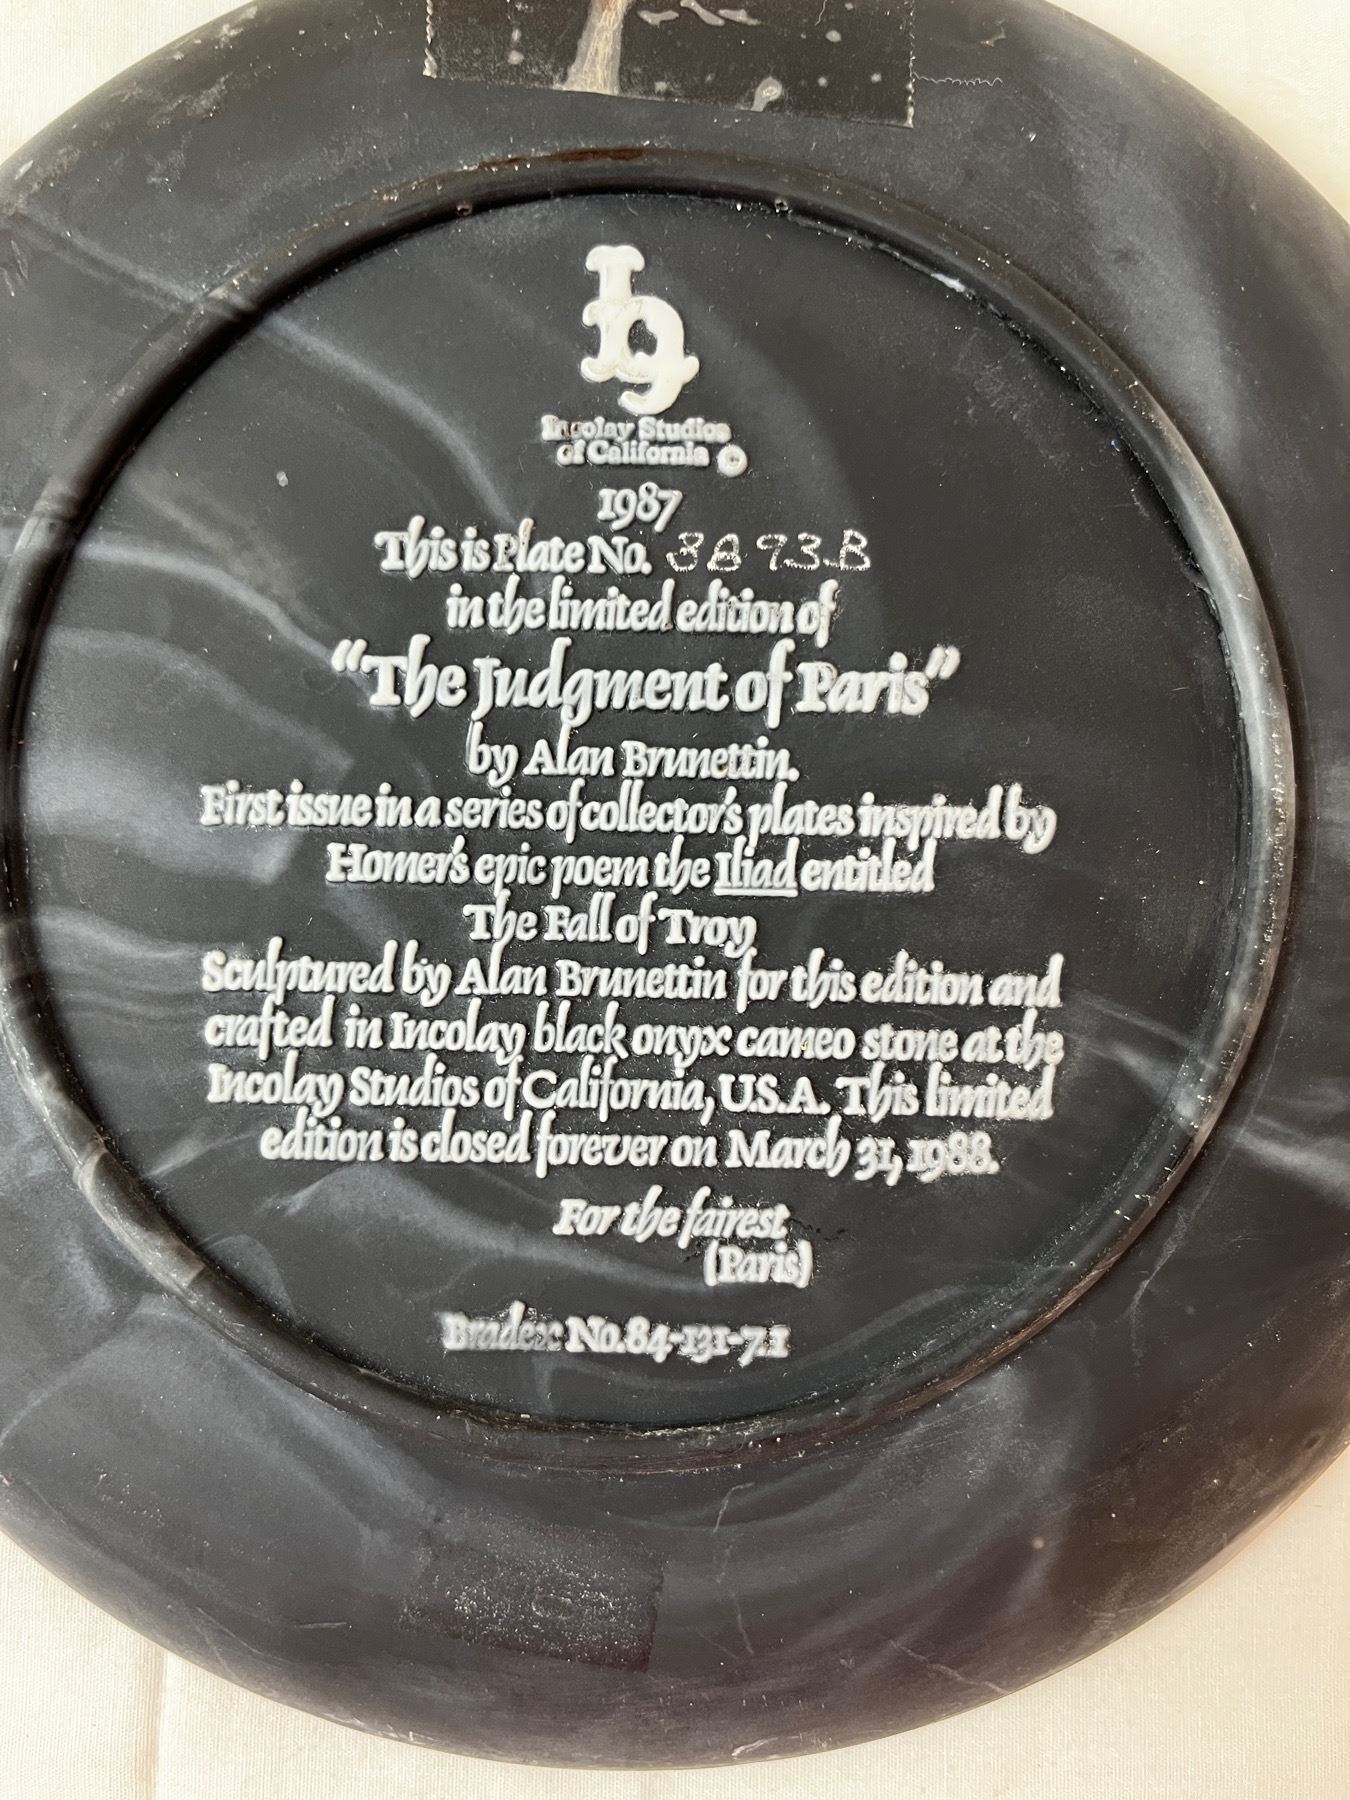 Incolay Studios
of California ©
1987
This is Plate No. 3893B
in the limited edition of
“The Judgment of Paris”
by Alan Brunettin.
First issue in a series of collector's plates inspired by
Homer's epic poem the Iliad entitled
The Fall of Troy
Sculptured by Alan Brunettin for this edition and
crafted in Incolay black onyx cameo stone at the
Incolay Studios of California, U.S.A. This limited
edition is closed forever on March 31, 1988.
For the fairest
(Paris)
Bradex No. 84-131-7.1